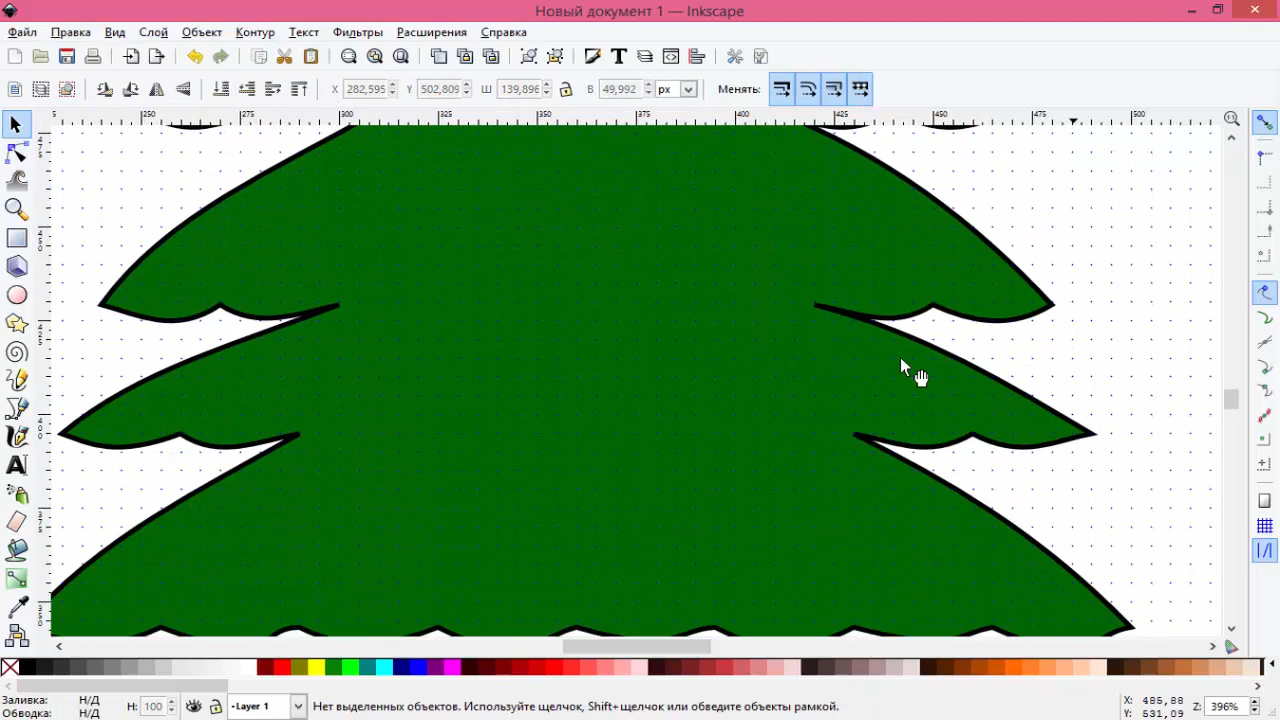 Новый документ 1 — Inkscape
Файл Правка Вид Слой Объект Контур Текст Фильтры Расширения Справка
X 282,595 Y 502,809 Ш 139,896 В 49,992 px Менять:
250 300 325 350 375 400 425 450 475 500
Заливка: Н/Д Н: 100 Layer 1 Нет выделенных объектов. Используйте щелчок, Shift+щелчок или обведите объекты рамкой. X: 485,08 Z: 396%
Обводка: Н/Д Y: 531,09